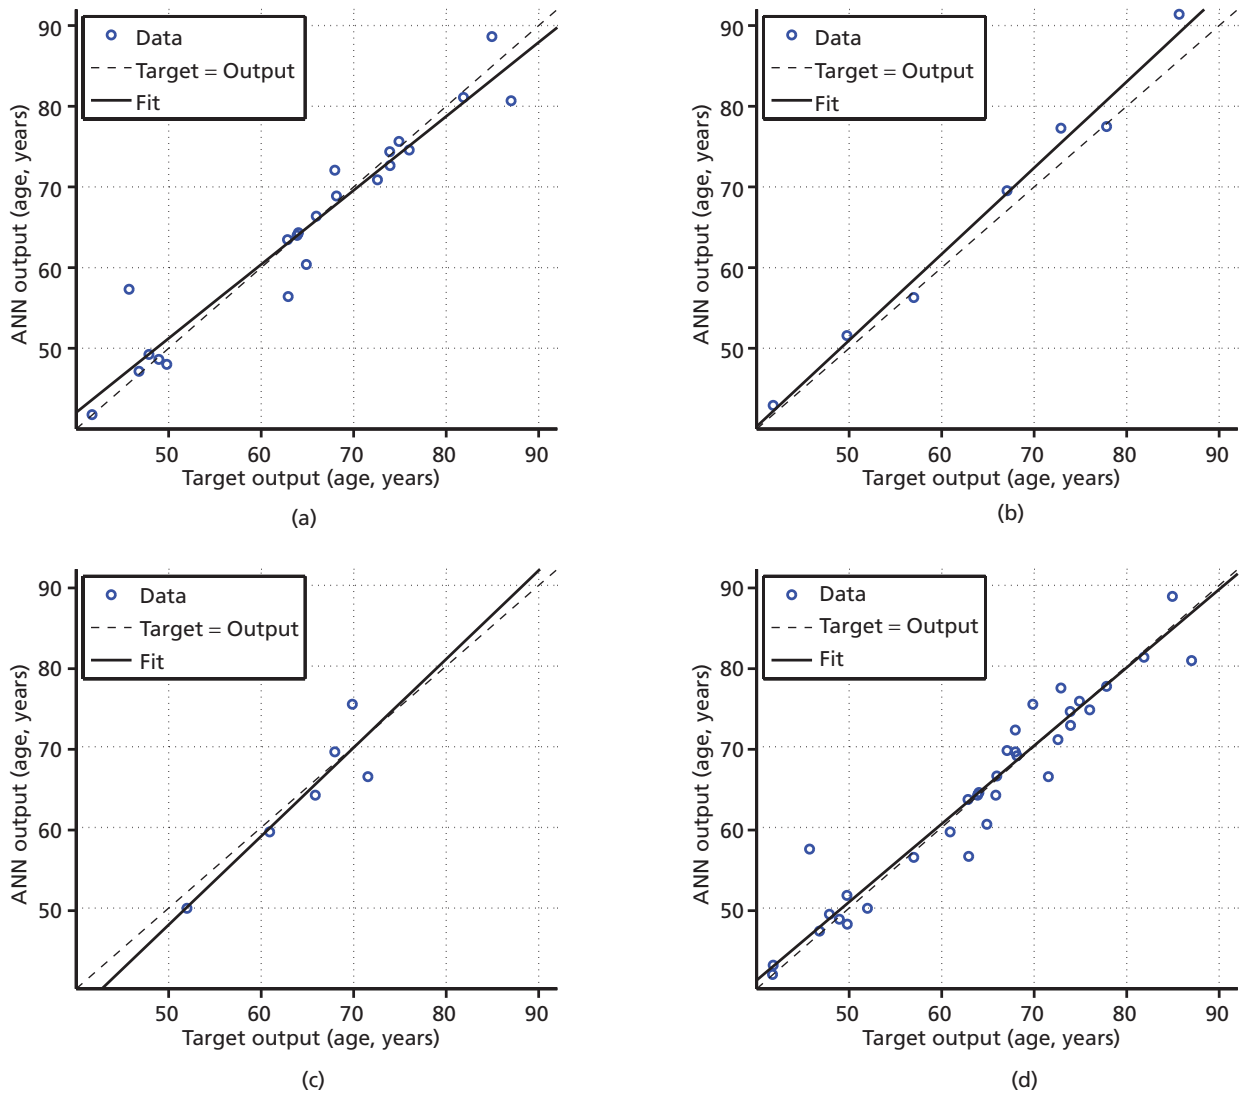 90
80
70
60
50
ANN output (age, years)
Data
Target = Output
Fit
50 60 70 80 90
Target output (age, years)
(a)
90
80
70
60
50
ANN output (age, years)
Data
Target = Output
Fit
50 60 70 80 90
Target output (age, years)
(b)
90
80
70
60
50
ANN output (age, years)
Data
Target = Output
Fit
50 60 70 80 90
Target output (age, years)
(c)
90
80
70
60
50
ANN output (age, years)
Data
Target = Output
Fit
50 60 70 80 90
Target output (age, years)
(d)